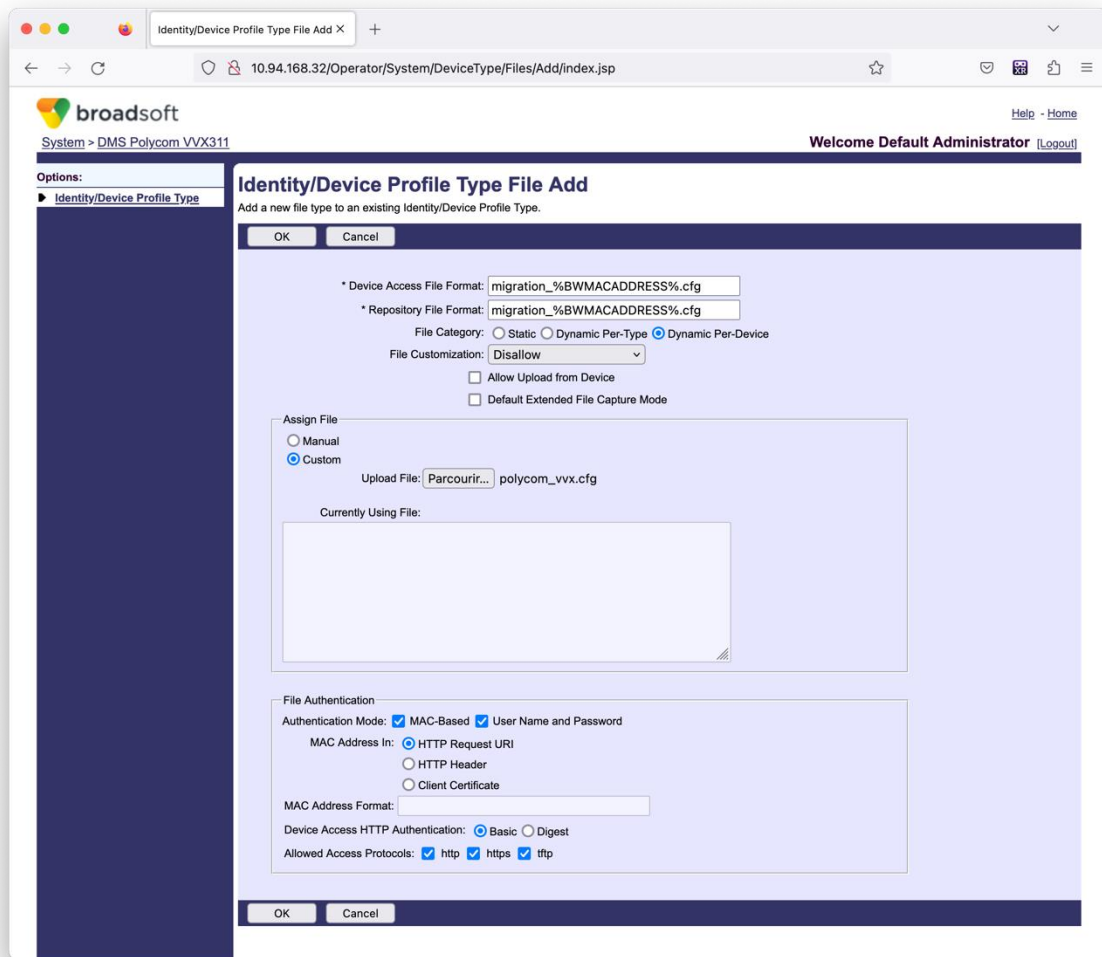 Identity/Device Profile Type File Add
10.94.168.32/Operator/System/DeviceType/Files/Add/index.jsp
XR
broadsoft
Help - Home
System > DMS Polycom VVX311
Welcome Default Administrator [Logout]
Options:
Identity/Device Profile Type
Identity/Device Profile Type File Add
Add a new file type to an existing Identity/Device Profile Type.
OK Cancel
* Device Access File Format: migration_%BWMACADDRESS%.cfg
* Repository File Format: migration_%BWMACADDRESS%.cfg
File Category: Static Dynamic Per-Type Dynamic Per-Device
File Customization: Disallow
Allow Upload from Device
Default Extended File Capture Mode
Assign File
Manual
Custom
Upload File: Parcourir... polycom_vvx.cfg
Currently Using File:
File Authentication
Authentication Mode: MAC-Based User Name and Password
MAC Address In: HTTP Request URI
HTTP Header
Client Certificate
MAC Address Format:
Device Access HTTP Authentication: Basic Digest
Allowed Access Protocols: http https tftp
OK Cancel